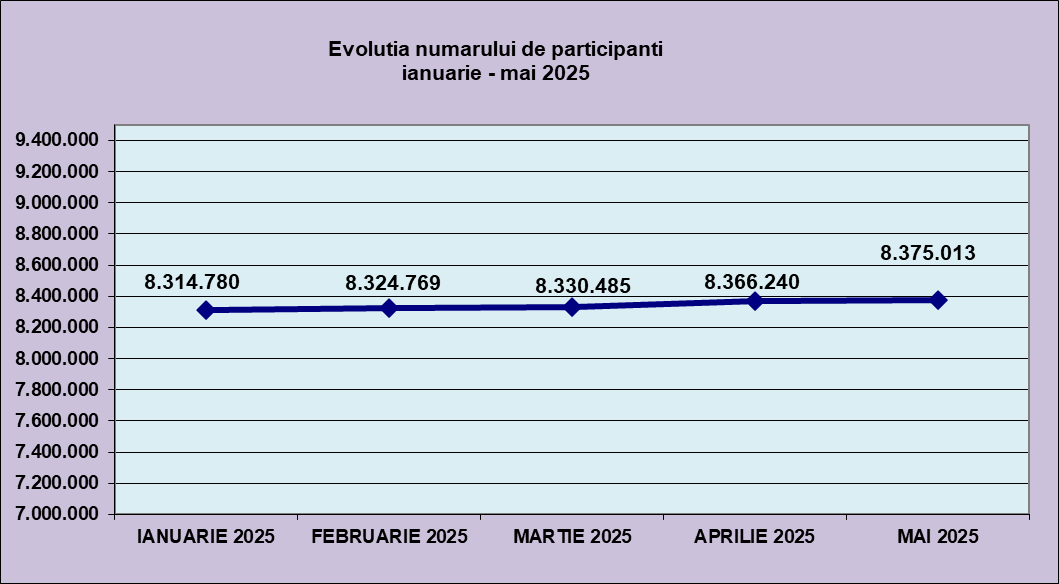 Evolutia numarului de participanti
ianuarie - mai 2025
9.400.000
9.200.000
9.000.000
8.800.000
8.600.000
8.400.000
8.200.000
8.000.000
7.800.000
7.600.000
7.400.000
7.200.000
7.000.000
8.314.780
8.324.769
8.330.485
8.366.240
8.375.013
IANUARIE 2025
FEBRUARIE 2025
MARTIE 2025
APRILIE 2025
MAI 2025